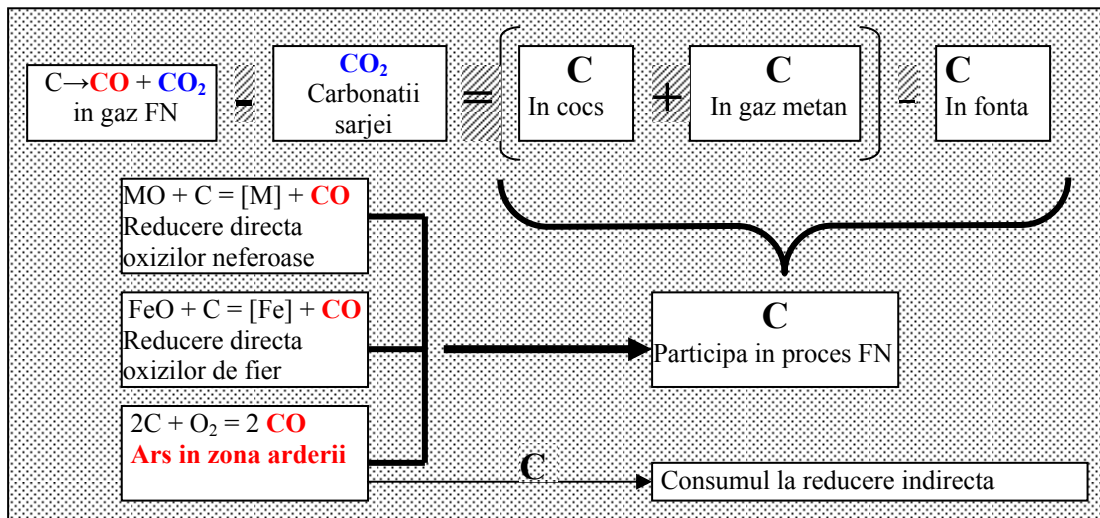 C→CO + CO₂
in gaz FN
-
CO₂
Carbonatii
sarjei
=
C
In cocs
+
C
In gaz metan
-
C
In fonta
MO + C = [M] + CO
Reducere directa
oxizilor neferoase
FeO + C = [Fe] + CO
Reducere directa
oxizilor de fier
C
Participa in proces FN
2C + O₂ = 2 CO
Ars in zona arderii
C
Consumul la reducere indirecta